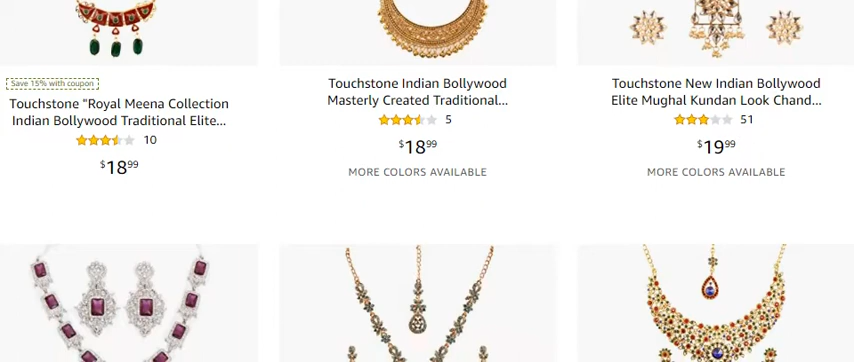 Save 15% with coupon
Touchstone "Royal Meena Collection
Indian Bollywood Traditional Elite...
10
$18.99
Touchstone Indian Bollywood
Masterly Created Traditional...
5
$18.99
MORE COLORS AVAILABLE
Touchstone New Indian Bollywood
Elite Mughal Kundan Look Chand...
51
$19.99
MORE COLORS AVAILABLE